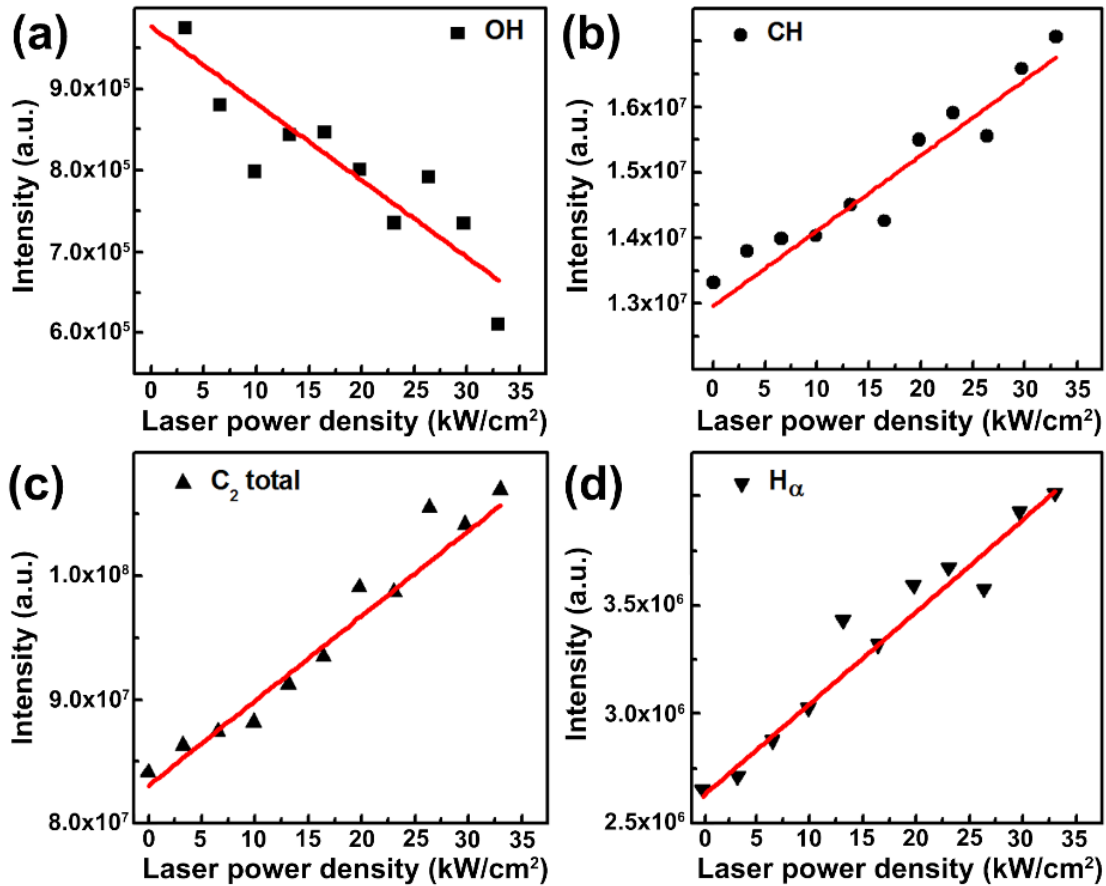 (a)
OH
Intensity (a.u.)
9.0x10⁵
8.0x10⁵
7.0x10⁵
6.0x10⁵
0 5 10 15 20 25 30 35
Laser power density (kW/cm²)
(b)
CH
Intensity (a.u.)
1.6x10⁷
1.5x10⁷
1.4x10⁷
1.3x10⁷
0 5 10 15 20 25 30 35
Laser power density (kW/cm²)
(c)
C₂ total
Intensity (a.u.)
1.0x10⁸
9.0x10⁷
8.0x10⁷
0 5 10 15 20 25 30 35
Laser power density (kW/cm²)
(d)
Hα
Intensity (a.u.)
3.5x10⁶
3.0x10⁶
2.5x10⁶
0 5 10 15 20 25 30 35
Laser power density (kW/cm²)